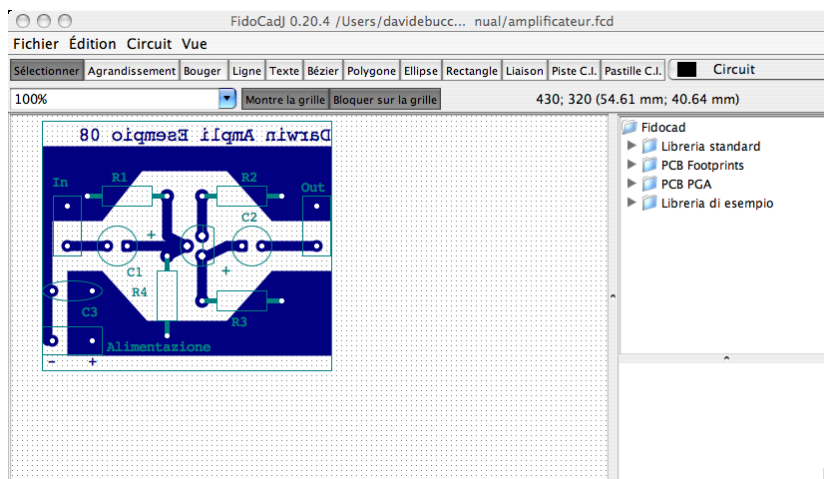 FidoCadJ 0.20.4 /Users/davidebucc... nual/amplificateur.fcd
Fichier Édition Circuit Vue
Sélectionner Agrandissement Bouger Ligne Texte Bézier Polygone Ellipse Rectangle Liaison Piste C.I. Pastille C.I. Circuit
100% Montre la grille Bloquer sur la grille 430; 320 (54.61 mm; 40.64 mm)
Darwin Ampli Esempio 08
In R1 R2 Out
C2
+
+
C1
R4
C3
R3
Alimentazione
- +
Fidocad
Libreria standard
PCB Footprints
PCB PGA
Libreria di esempio